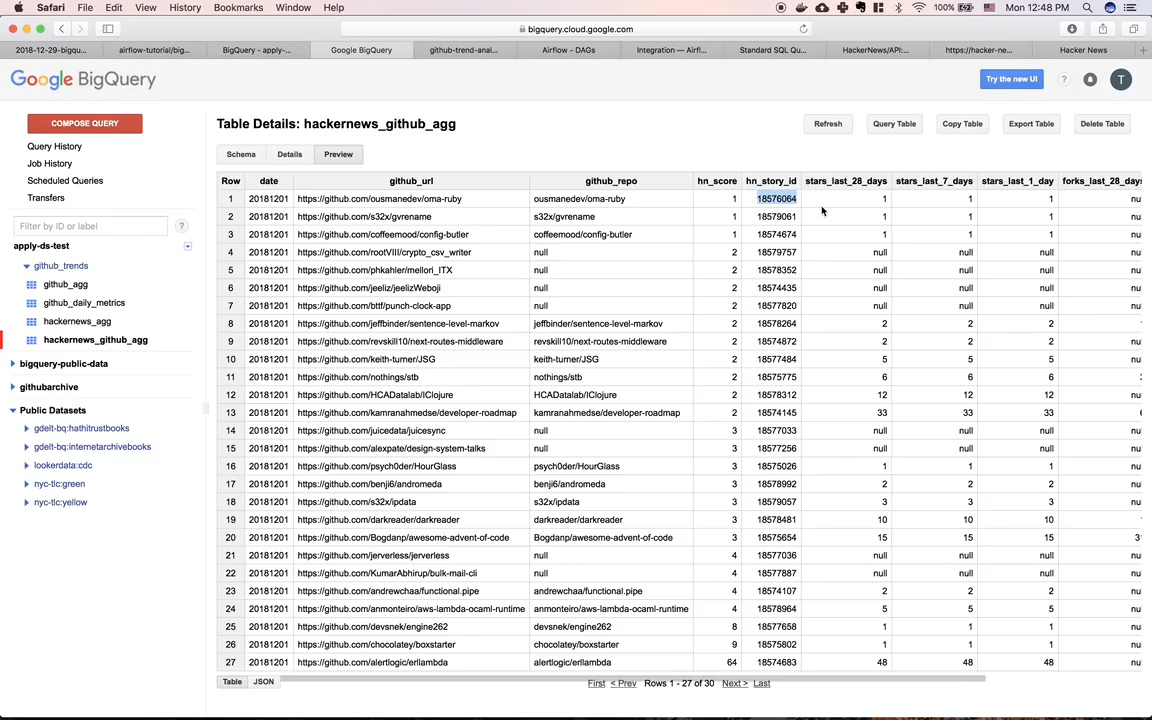 Safari File Edit View History Bookmarks Window Help 100% Mon 12:48 PM
bigquery.cloud.google.com
2018-12-29-bigqu... airflow-tutorial/big... BigQuery - apply-... Google BigQuery github-trend-anal... Airflow - DAGs Integration — Airfl... Standard SQL Qu... HackerNews/API:... https://hacker-ne... Hacker News
Google BigQuery Try the new UI ? T
COMPOSE QUERY
Query History
Job History
Scheduled Queries
Transfers
Filter by ID or label ?
apply-ds-test
github_trends
github_agg
github_daily_metrics
hackernews_agg
hackernews_github_agg
bigquery-public-data
githubarchive
Public Datasets
gdelt-bq:hathitrustbooks
gdelt-bq:internetarchivebooks
lookerdata:cdc
nyc-tlc:green
nyc-tlc:yellow
Table Details: hackernews_github_agg Refresh Query Table Copy Table Export Table Delete Table
Schema Details Preview
Row date github_url github_repo hn_score hn_story_id stars_last_28_days stars_last_7_days stars_last_1_day forks_last_28_days
1 20181201 https://github.com/ousmanedev/oma-ruby ousmanedev/oma-ruby 1 18576064 1 1 1 nu
2 20181201 https://github.com/s32x/gvrename s32x/gvrename 1 18579061 1 1 1 nu
3 20181201 https://github.com/coffeemood/config-butler coffeemood/config-butler 1 18574674 1 1 1 nu
4 20181201 https://github.com/rootVIII/crypto_csv_writer null 2 18579757 null null null nu
5 20181201 https://github.com/phkahler/mellori_ITX null 2 18578352 null null null nu
6 20181201 https://github.com/jeeliz/jeelizWeboji null 2 18574435 null null null nu
7 20181201 https://github.com/bttf/punch-clock-app null 2 18577820 null null null nu
8 20181201 https://github.com/jeffbinder/sentence-level-markov jeffbinder/sentence-level-markov 2 18578264 2 2 2
9 20181201 https://github.com/revskill10/next-routes-middleware revskill10/next-routes-middleware 2 18574872 2 2 2 nu
10 20181201 https://github.com/keith-turner/JSG keith-turner/JSG 2 18577484 5 5 5 nu
11 20181201 https://github.com/nothings/stb nothings/stb 2 18575775 6 6 6
12 20181201 https://github.com/HCADatalab/IClojure HCADatalab/IClojure 2 18578312 12 12 12 nu
13 20181201 https://github.com/kamranahmedse/developer-roadmap kamranahmedse/developer-roadmap 2 18574145 33 33 33
14 20181201 https://github.com/juicedata/juicesync null 3 18577033 null null null nu
15 20181201 https://github.com/alexpate/design-system-talks null 3 18577256 null null null nu
16 20181201 https://github.com/psych0der/HourGlass psych0der/HourGlass 3 18575026 1 1 1 nu
17 20181201 https://github.com/benji6/andromeda benji6/andromeda 3 18578992 2 2 2 nu
18 20181201 https://github.com/s32x/ipdata s32x/ipdata 3 18579057 3 3 3 nu
19 20181201 https://github.com/darkreader/darkreader darkreader/darkreader 3 18578481 10 10 10 nu
20 20181201 https://github.com/Bogdanp/awesome-advent-of-code Bogdanp/awesome-advent-of-code 3 18575654 15 15 15 3
21 20181201 https://github.com/jerverless/jerverless null 4 18577036 null null null nu
22 20181201 https://github.com/KumarAbhirup/bulk-mail-cli null 4 18577887 null null null nu
23 20181201 https://github.com/andrewchaa/functional.pipe andrewchaa/functional.pipe 4 18574107 2 2 2 nu
24 20181201 https://github.com/anmonteiro/aws-lambda-ocaml-runtime anmonteiro/aws-lambda-ocaml-runtime 4 18578964 5 5 5 nu
25 20181201 https://github.com/devsnek/engine262 devsnek/engine262 8 18577658 1 1 1 nu
26 20181201 https://github.com/chocolatey/boxstarter chocolatey/boxstarter 9 18575802 1 1 1 nu
27 20181201 https://github.com/alertlogic/erllambda alertlogic/erllambda 64 18574683 48 48 48 nu
Table JSON First < Prev Rows 1 - 27 of 30 Next > Last